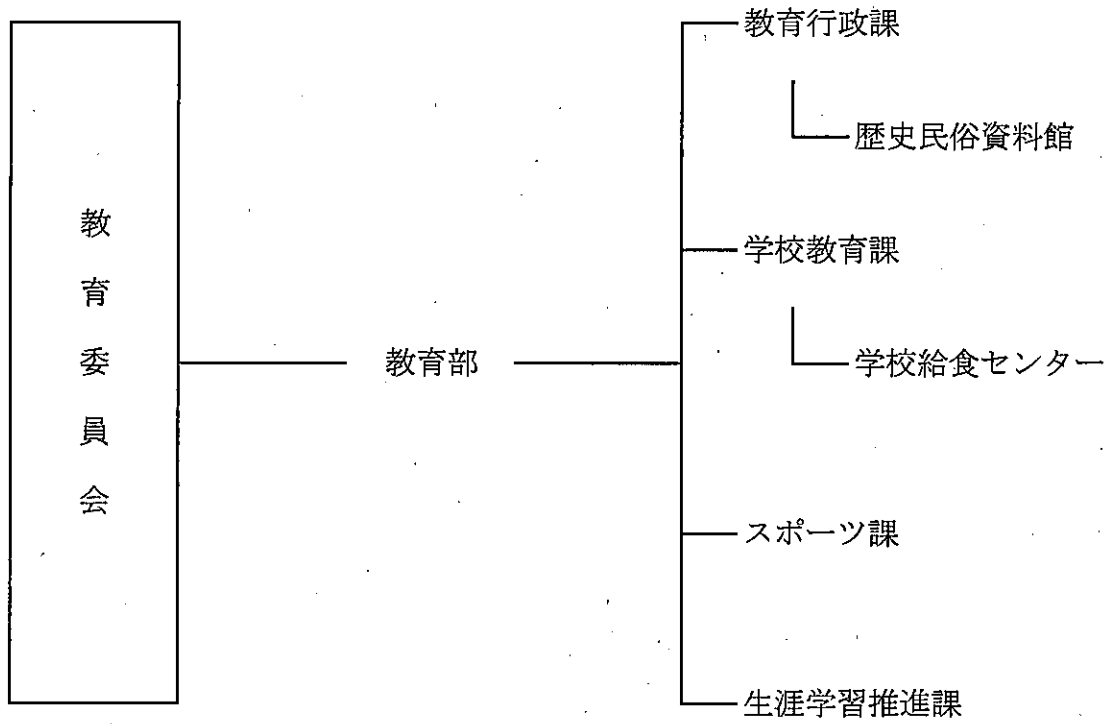 教育委員会
教育部
教育行政課
歴史民俗資料館
学校教育課
学校給食センター
スポーツ課
生涯学習推進課